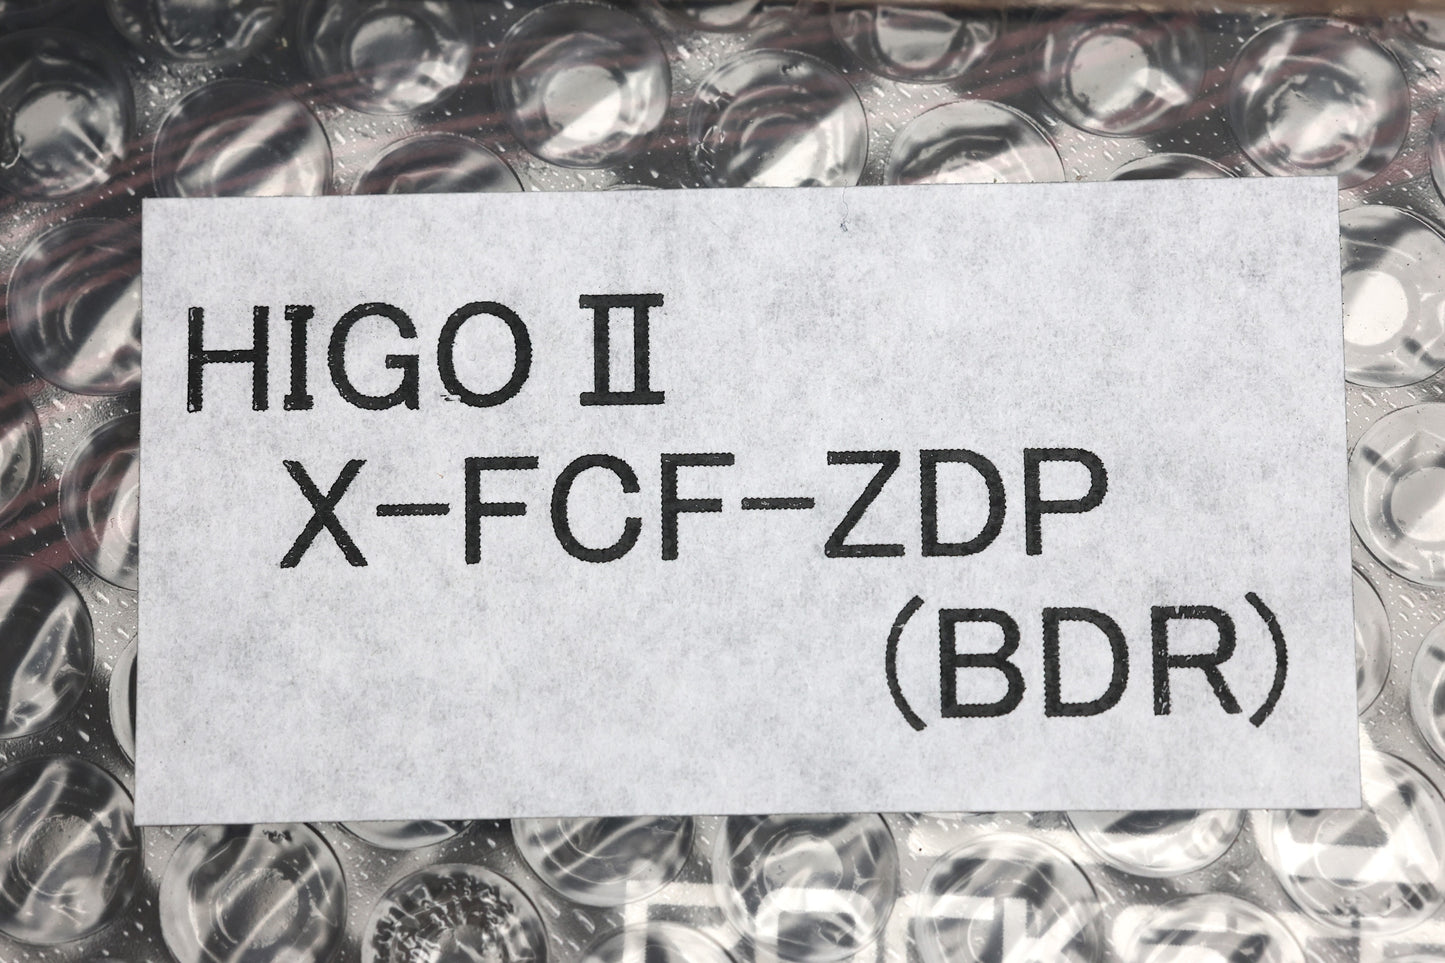 HIGO Ⅱ
X-FCF-ZDP
(BDR)